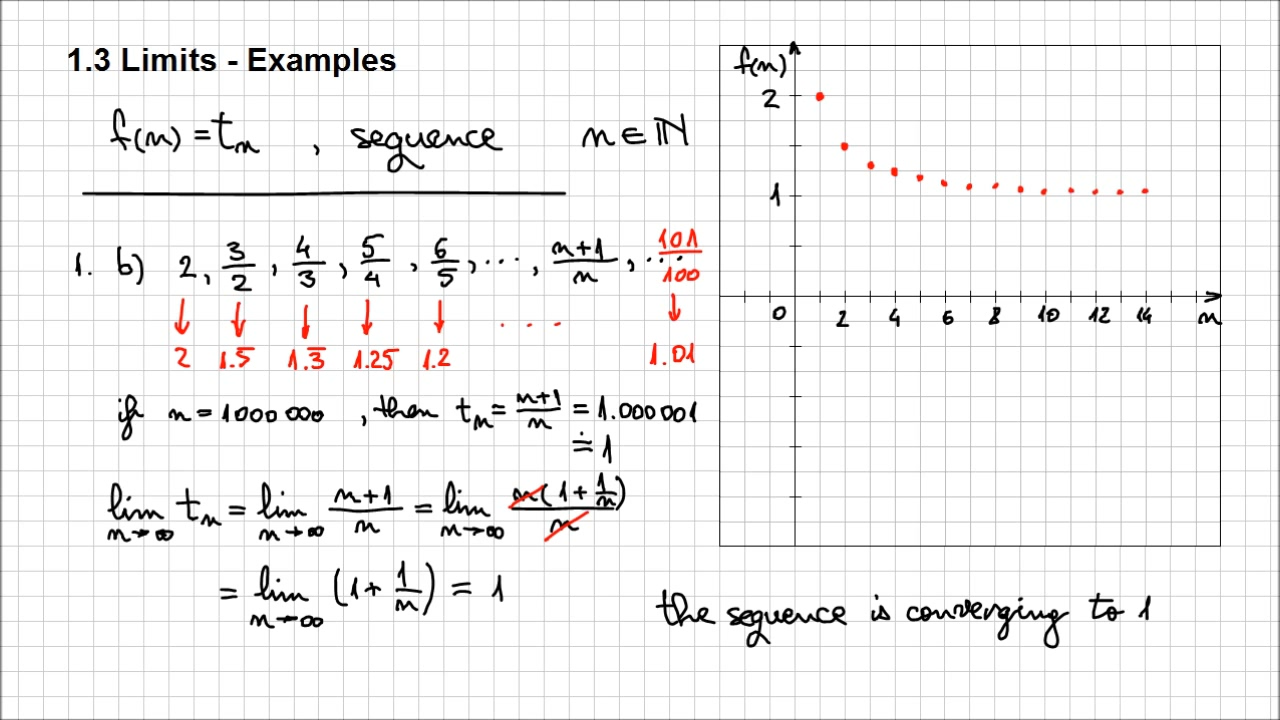 1.3 Limits - Examples
f(n) = tₙ , sequence n ∈ ℕ
1. b) 2, 3/2, 4/3, 5/4, 6/5, ..., n+1/n, ... 101/100
2 1.5 1.3̅ 1.25 1.2 .... 1.01
if n = 1000 000 , then tₙ = n+1/n = 1.000 001
≐ 1
lim n→∞ tₙ = lim n→∞ n+1/n = lim n→∞ n(1+1/n)/n
= lim n→∞ (1+1/n) = 1
f(n)
2
1
0 2 4 6 8 10 12 14 n
the sequence is converging to 1